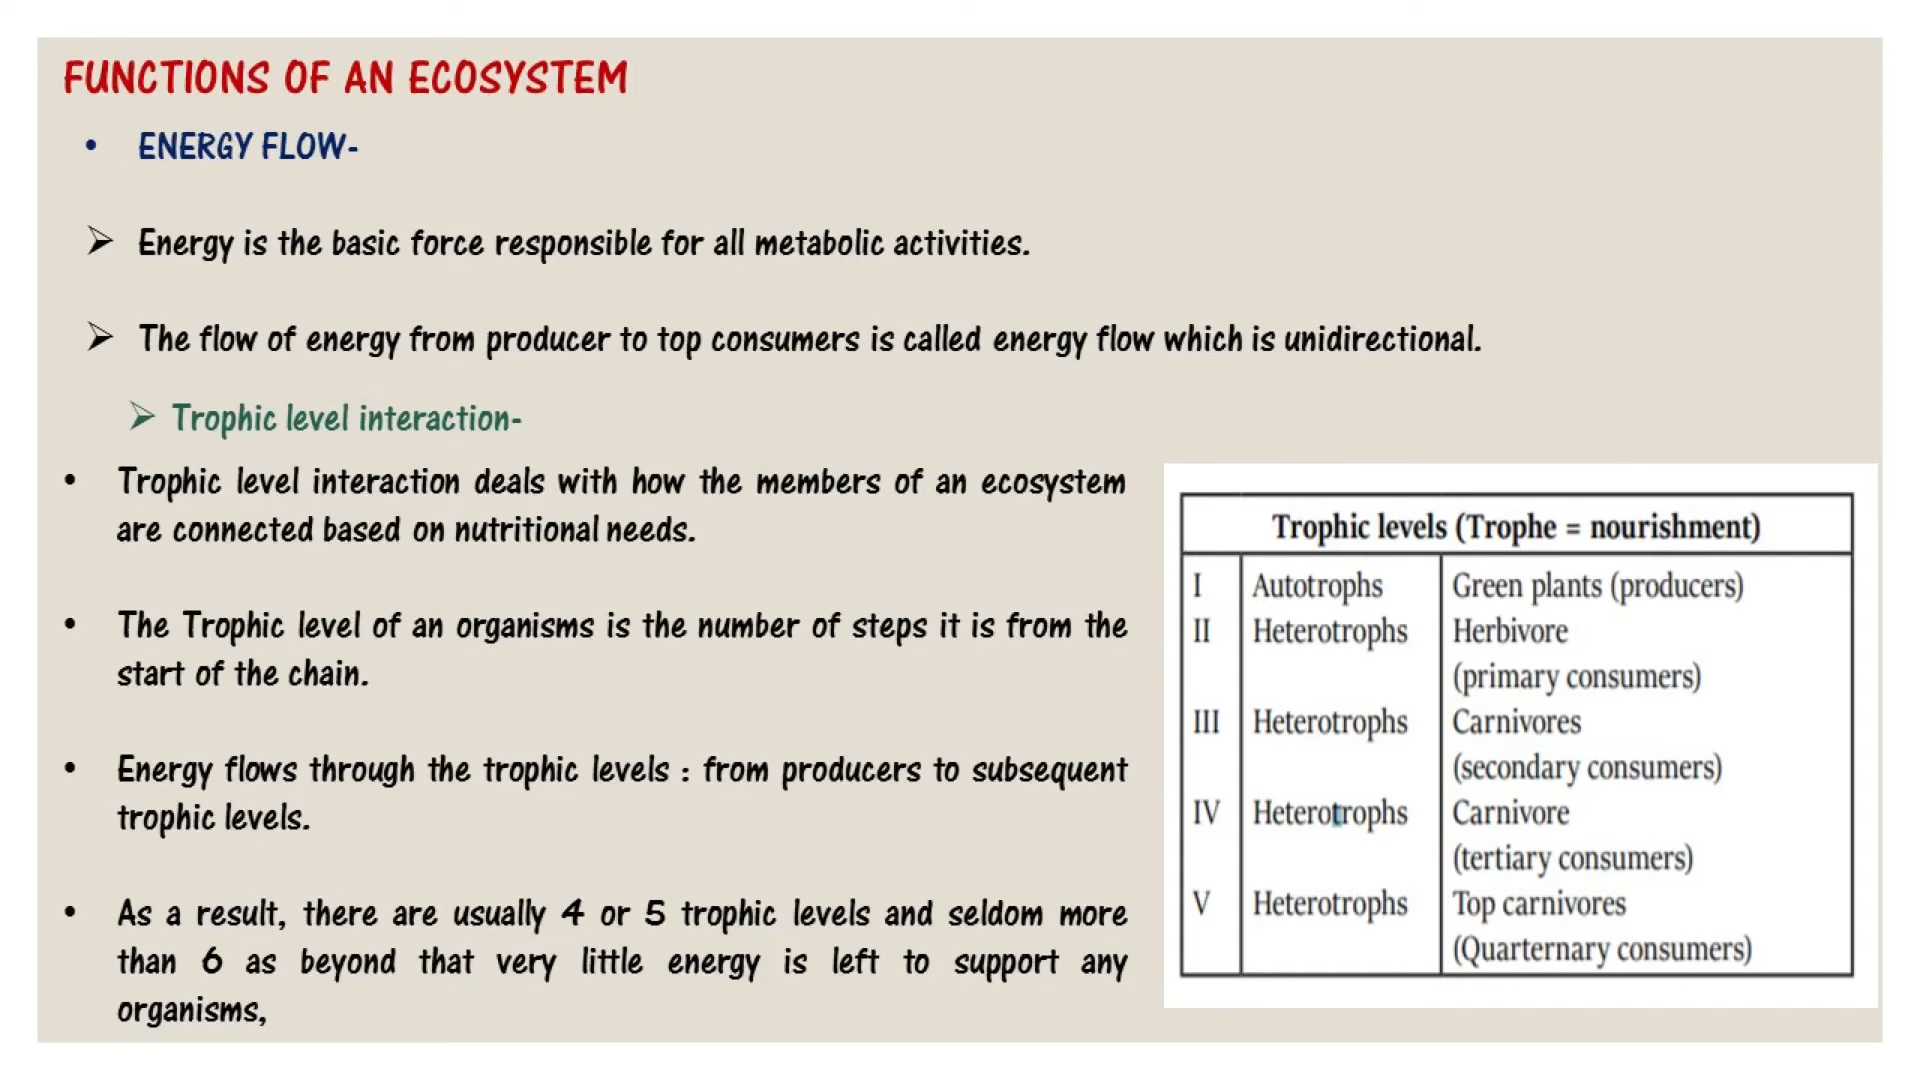 FUNCTIONS OF AN ECOSYSTEM
• ENERGY FLOW-
➢ Energy is the basic force responsible for all metabolic activities.
➢ The flow of energy from producer to top consumers is called energy flow which is unidirectional.
➢ Trophic level interaction-
• Trophic level interaction deals with how the members of an ecosystem
are connected based on nutritional needs.
• The Trophic level of an organisms is the number of steps it is from the
start of the chain.
• Energy flows through the trophic levels : from producers to subsequent
trophic levels.
• As a result, there are usually 4 or 5 trophic levels and seldom more
than 6 as beyond that very little energy is left to support any
organisms,
Trophic levels (Trophe = nourishment)
I Autotrophs Green plants (producers)
II Heterotrophs Herbivore
(primary consumers)
III Heterotrophs Carnivores
(secondary consumers)
IV Heterotrophs Carnivore
(tertiary consumers)
V Heterotrophs Top carnivores
(Quarternary consumers)